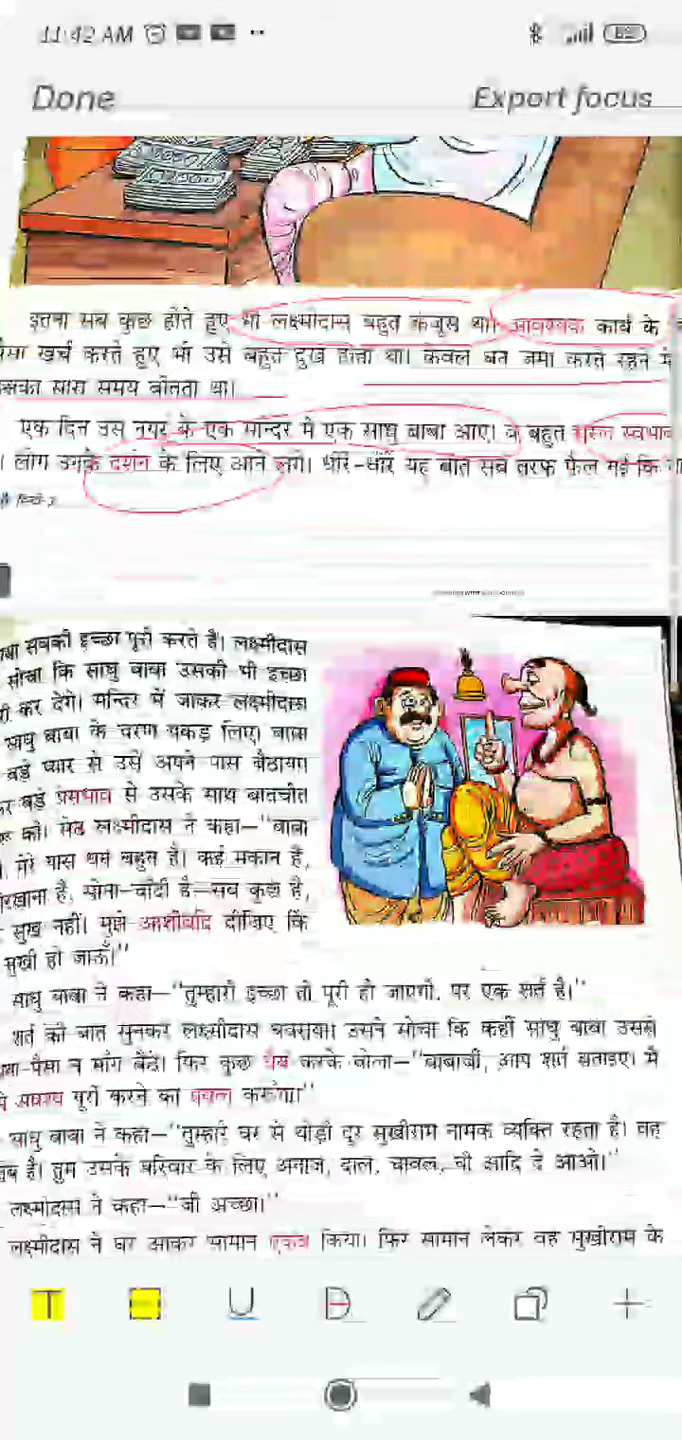 11:42 AM
Done
Export focus
इतना सब कुछ होते हुए भी लक्ष्मीदास बहुत कंजूस था। आवश्यक कार्य के
खर्च करते हुए भी उसे बहुत दुख होता था। केवल धन जमा करते रहने में
सारा समय बीतता था।
एक दिन उस नगर के एक मन्दिर में एक साधु बाबा आए। वे बहुत सरल स्वभाव
लोग उनके दर्शन के लिए आने लगे। धीरे-धीरे यह बात सब तरफ फैल गई कि
हिन्दी-3
सबकी इच्छा पूरी करते हैं। लक्ष्मीदास
सोचा कि साधु बाबा उसकी भी इच्छा
कर देंगे। मन्दिर में जाकर लक्ष्मीदास
साधु बाबा के चरण पकड़ लिए। बाबा
बड़े प्यार से उसे अपने पास बैठाया।
बड़े प्रेमभाव से उसके साथ बातचीत
की। सेठ लक्ष्मीदास ने कहा—"बाबा
मेरे पास धन बहुत है। कई मकान हैं,
है, सोना-चाँदी है—सब कुछ है,
सुख नहीं। मुझे आशीर्वाद दीजिए कि
सुखी हो जाऊँ।"
साधु बाबा ने कहा—"तुम्हारी इच्छा तो पूरी हो जाएगी, पर एक शर्त है।"
शर्त की बात सुनकर लक्ष्मीदास घबराया। उसने सोचा कि कहीं साधु बाबा उससे
पैसा न माँग बैठें। फिर कुछ धैर्य करके बोला—"बाबाजी, आप शर्त बताइए। मैं
अवश्य पूरी करने का प्रयत्न करूँगा।"
साधु बाबा ने कहा—"तुम्हारे घर से थोड़ी दूर सुखीराम नामक व्यक्ति रहता है। वह
है। तुम उसके परिवार के लिए अनाज, दाल, चावल, घी आदि दे आओ।"
लक्ष्मीदास ने कहा—"जी अच्छा।"
लक्ष्मीदास ने घर आकर सामान एकत्र किया। फिर सामान लेकर वह सुखीराम के